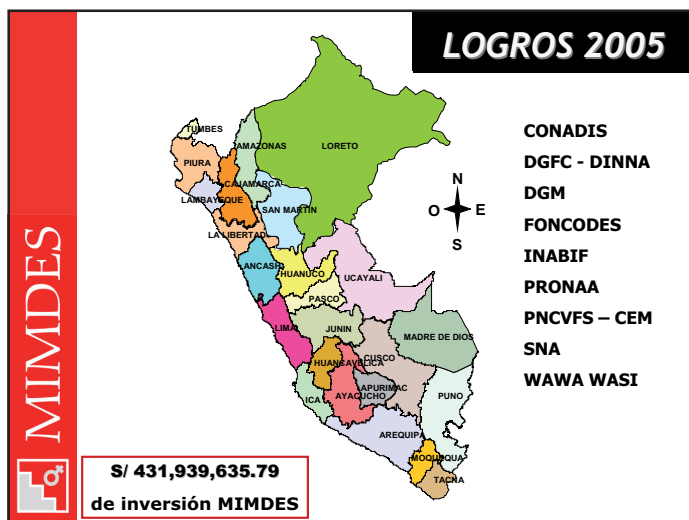 LOGROS 2005
TUMBES
PIURA
AMAZONAS
LORETO
CAJAMARCA
LAMBAYEQUE
SAN MARTIN
LA LIBERTAD
ANCASH
HUANUCO
UCAYALI
PASCO
LIMA
JUNIN
MADRE DE DIOS
CUSCO
HUANCAVELICA
APURIMAC
AYACUCHO
ICA
PUNO
AREQUIPA
MOQUEGUA
TACNA
N
O
E
S
CONADIS
DGFC - DINNA
DGM
FONCODES
INABIF
PRONAA
PNCVFS – CEM
SNA
WAWA WASI
MIMDES
S/ 431,939,635.79
de inversión MIMDES